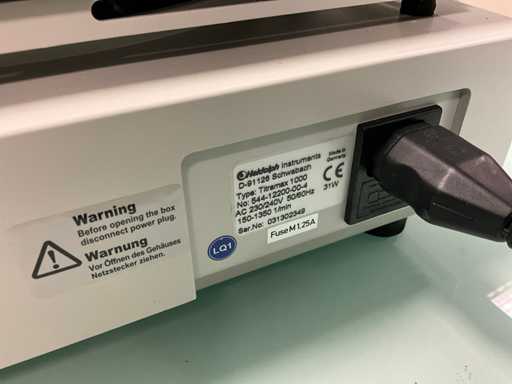 Warning
Before opening the box
disconnect power plug.
Warnung
Vor Öffnen des Gehäuses
Netzstecker ziehen.
LQ1
Heidolph Instruments
D-91126 Schwabach
Type: Titramax 1000
No: 544-12200-00-4
AC 230/240V 50/60Hz
150-1350 1/min
Ser.No: 031302349
Fuse M 1,25A
Made in
Germany
CE
31W